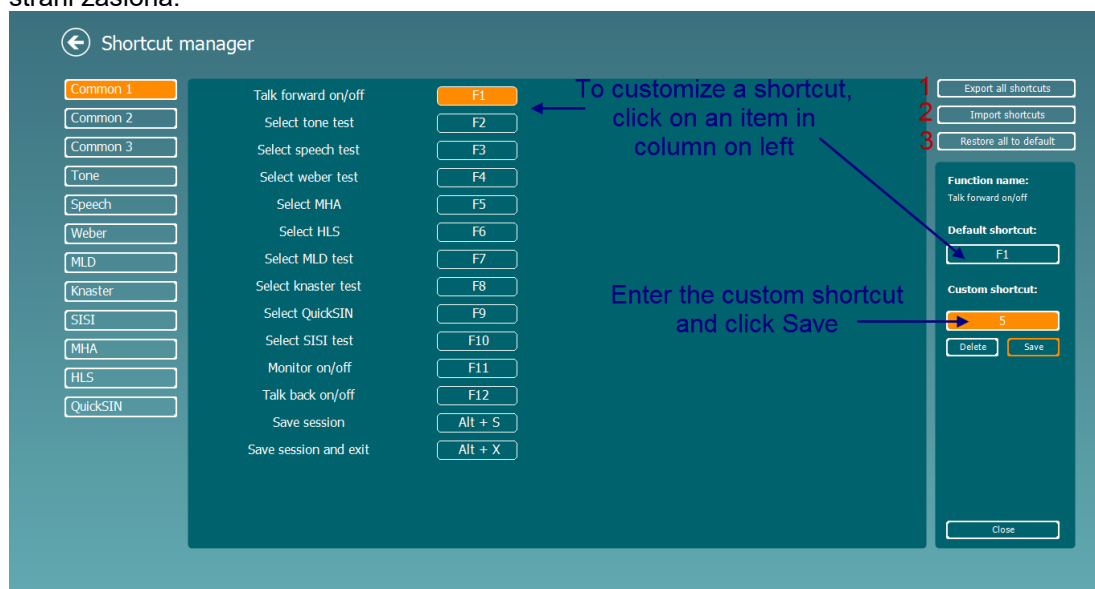 strani zaslona.
Shortcut manager
Common 1
Common 2
Common 3
Tone
Speech
Weber
MLD
Knaster
SISI
MHA
HLS
QuickSIN
Talk forward on/off F1
Select tone test F2
Select speech test F3
Select weber test F4
Select MHA F5
Select HLS F6
Select MLD test F7
Select knaster test F8
Select QuickSIN F9
Select SISI test F10
Monitor on/off F11
Talk back on/off F12
Save session Alt + S
Save session and exit Alt + X
To customize a shortcut,
click on an item in
column on left
Enter the custom shortcut
and click Save
1 Export all shortcuts
2 Import shortcuts
3 Restore all to default
Function name:
Talk forward on/off
Default shortcut:
F1
Custom shortcut:
5
Delete Save
Close